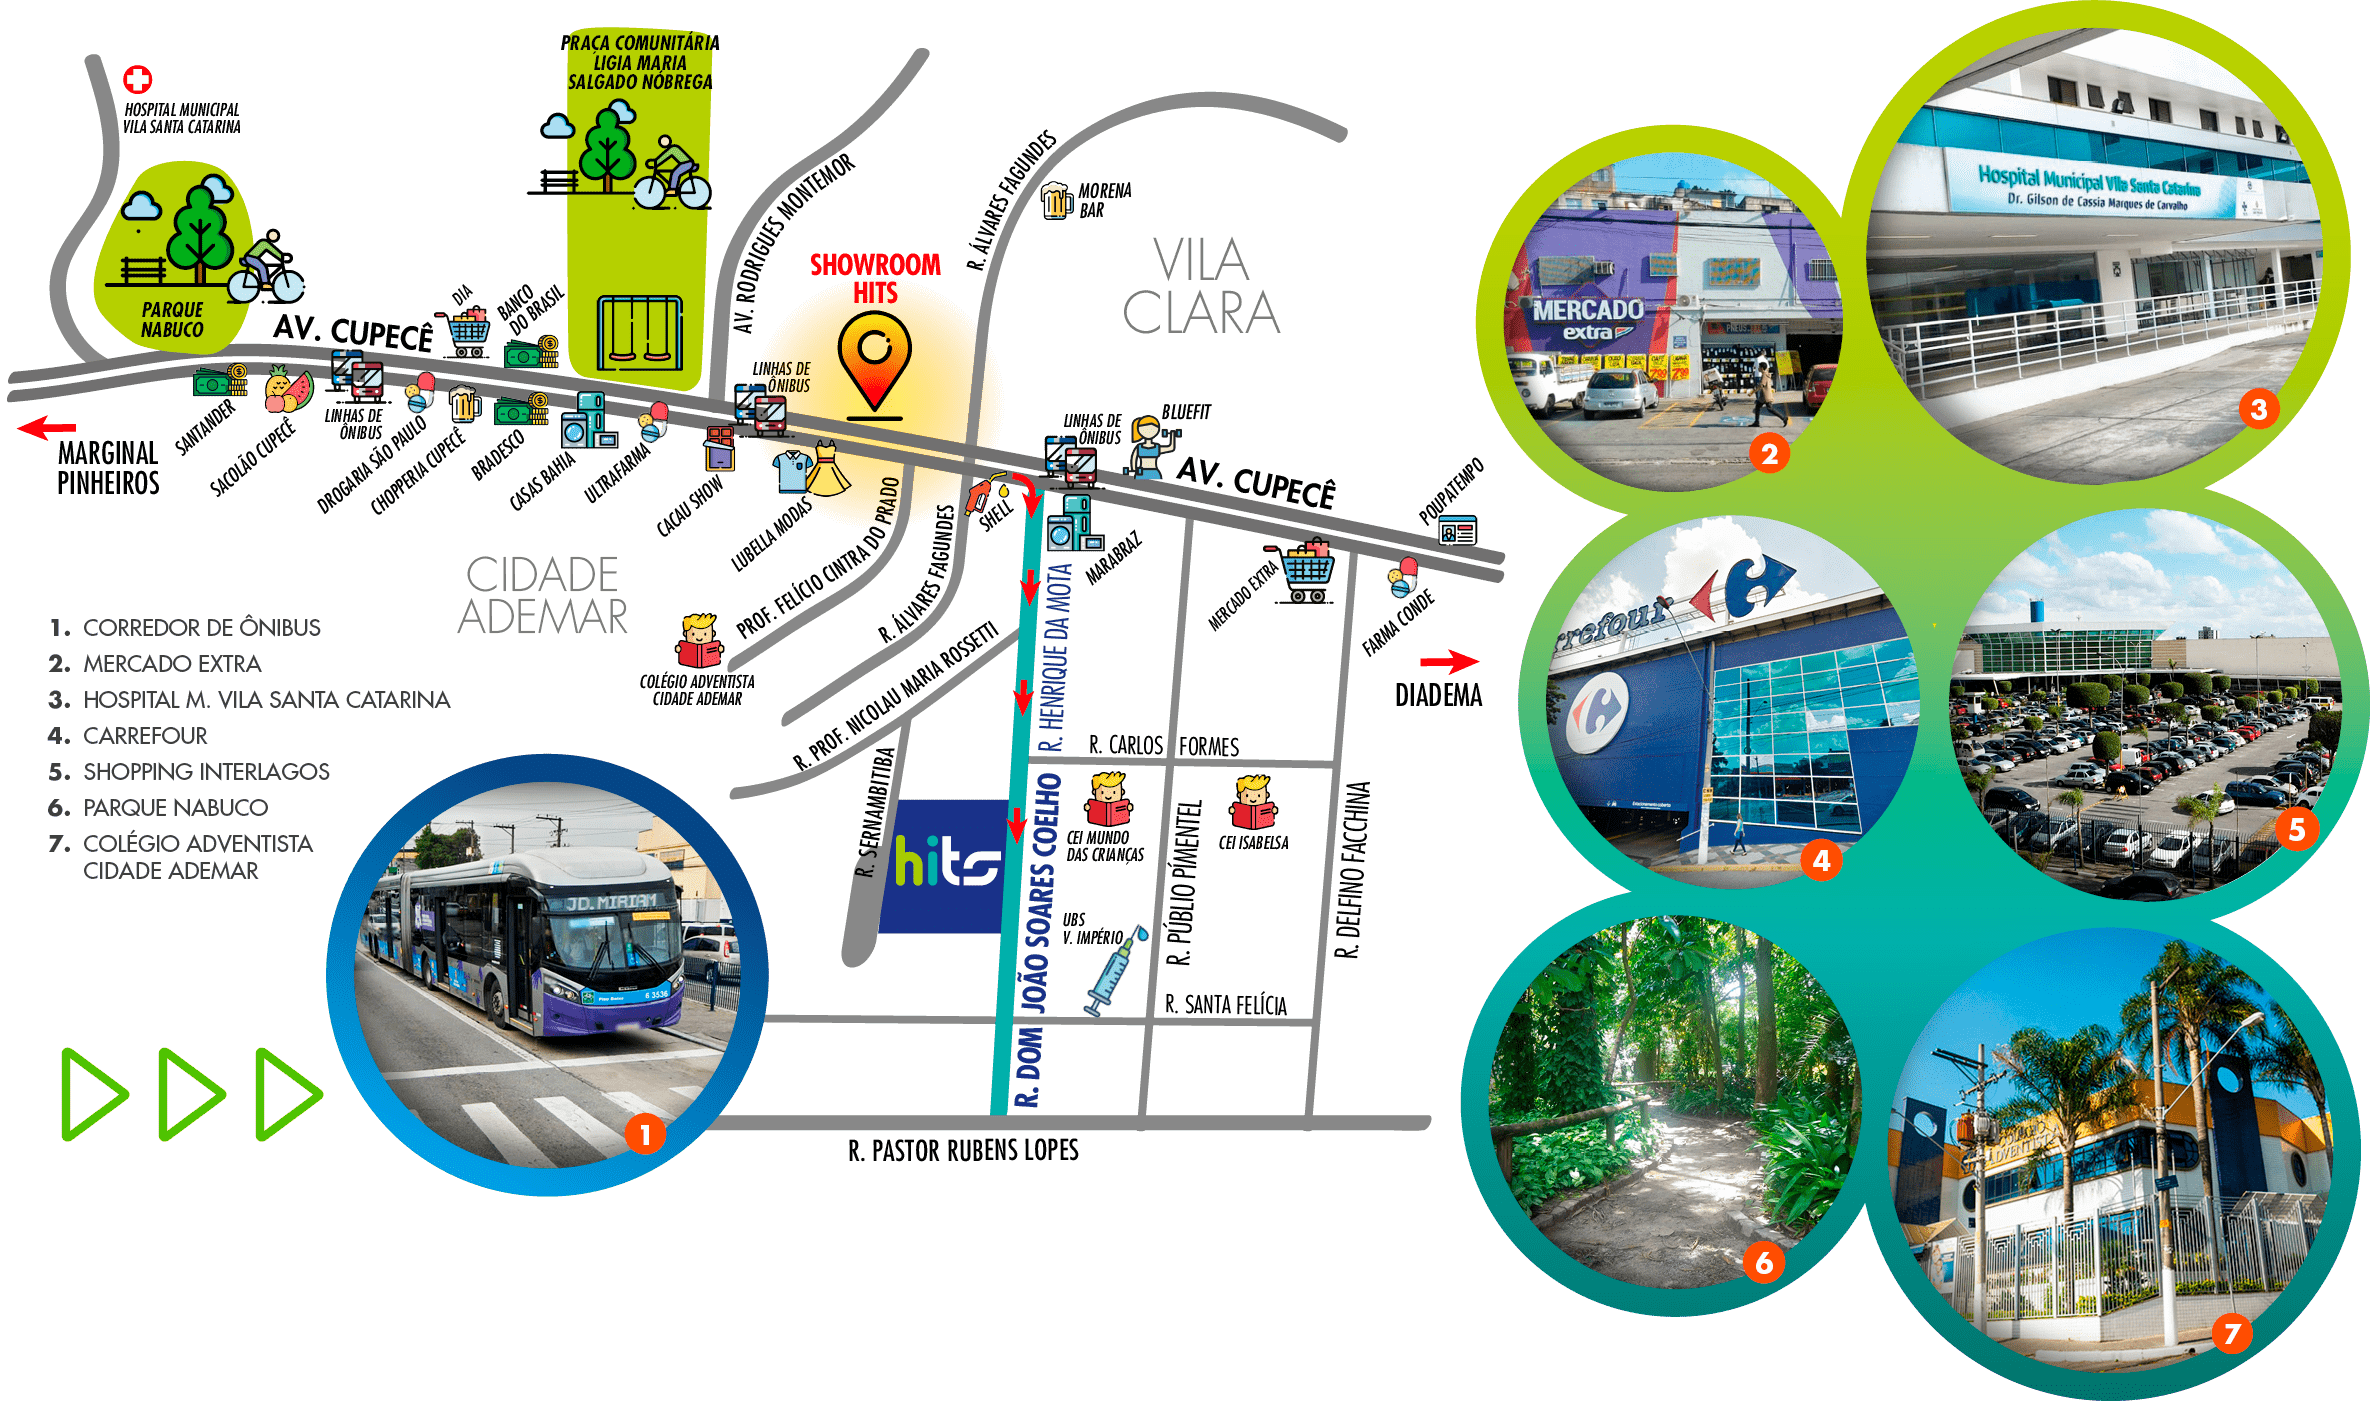 HOSPITAL MUNICIPAL
VILA SANTA CATARINA
PARQUE
NABUCO
PRAÇA COMUNITÁRIA
LÍGIA MARIA
SALGADO NÓBREGA
AV. RODRIGUES MONTEMOR
R. ÁLVARES FAGUNDES
MORENA
BAR
VILA
CLARA
SHOWROOM
HITS
AV. CUPECÊ
DIA
BANCO
DO BRASIL
LINHAS DE
ÔNIBUS
MARGINAL
PINHEIROS
SANTANDER
SACOLÃO CUPECÊ
LINHAS DE
ÔNIBUS
DROGARIA SÃO PAULO
CHOPPERIA CUPECÊ
BRADESCO
CASAS BAHIA
ULTRAFARMA
CACAU SHOW
LUBELLA MODAS
SHELL
LINHAS DE
ÔNIBUS
BLUEFIT
AV. CUPECÊ
MARABRAZ
MERCADO EXTRA
POUPATEMPO
FARMA CONDE
DIADEMA
CIDADE
ADEMAR
COLÉGIO ADVENTISTA
CIDADE ADEMAR
PROF. FELÍCIO CINTRA DO PRADO
R. ÁLVARES FAGUNDES
R. PROF. NICOLAU MARIA ROSSETTI
R. SERNAMBITIBA
R. HENRIQUE DA MOTA
R. DOM JOÃO SOARES COELHO
R. CARLOS FORMES
CEI MUNDO
DAS CRIANÇAS
CEI ISABELSA
UBS
V. IMPÉRIO
R. PÚBLIO PÍMENTEL
R. DELFINO FACCHINA
R. SANTA FELÍCIA
R. PASTOR RUBENS LOPES
hits
1. CORREDOR DE ÔNIBUS
2. MERCADO EXTRA
3. HOSPITAL M. VILA SANTA CATARINA
4. CARREFOUR
5. SHOPPING INTERLAGOS
6. PARQUE NABUCO
7. COLÉGIO ADVENTISTA
CIDADE ADEMAR
JD. MIRIAM
6 3536
1
MERCADO
extra
2
Hospital Municipal Vila Santa Catarina
Dr. Gilson de Cassia Marques de Carvalho
3
rrefour
4
5
6
ADVENTISTA
7